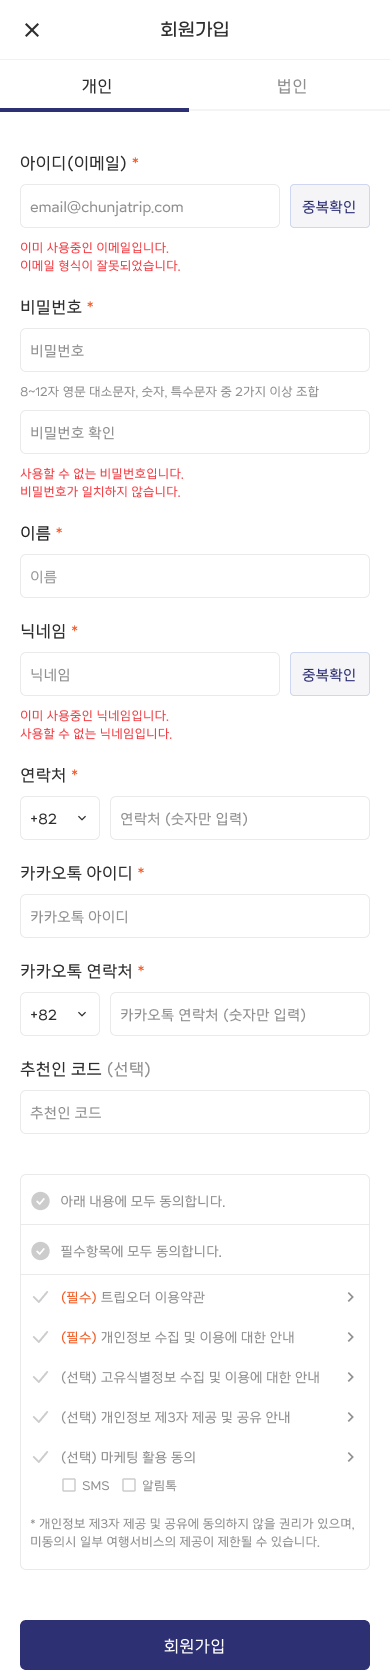 회원가입
개인 법인
아이디(이메일) *
email@chunjatrip.com 중복확인
이미 사용중인 이메일입니다.
이메일 형식이 잘못되었습니다.
비밀번호 *
비밀번호
8~12자 영문 대소문자, 숫자, 특수문자 중 2가지 이상 조합
비밀번호 확인
사용할 수 없는 비밀번호입니다.
비밀번호가 일치하지 않습니다.
이름 *
이름
닉네임 *
닉네임 중복확인
이미 사용중인 닉네임입니다.
사용할 수 없는 닉네임입니다.
연락처 *
+82 연락처 (숫자만 입력)
카카오톡 아이디 *
카카오톡 아이디
카카오톡 연락처 *
+82 카카오톡 연락처 (숫자만 입력)
추천인 코드 (선택)
추천인 코드
아래 내용에 모두 동의합니다.
필수항목에 모두 동의합니다.
(필수) 트립오더 이용약관
(필수) 개인정보 수집 및 이용에 대한 안내
(선택) 고유식별정보 수집 및 이용에 대한 안내
(선택) 개인정보 제3자 제공 및 공유 안내
(선택) 마케팅 활용 동의
SMS 알림톡
* 개인정보 제3자 제공 및 공유에 동의하지 않을 권리가 있으며,
미동의시 일부 여행서비스의 제공이 제한될 수 있습니다.
회원가입